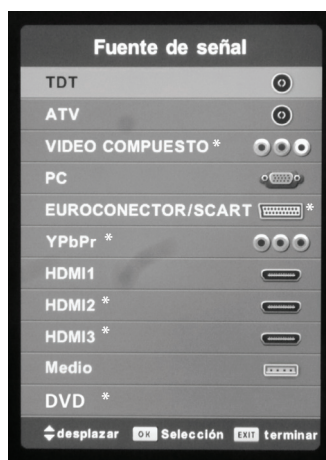 Fuente de señal
TDT
ATV
VIDEO COMPUESTO *
PC
EUROCONECTOR/SCART *
YPbPr *
HDMI1
HDMI2 *
HDMI3 *
Medio
DVD *
desplazar OK Selección EXIT terminar